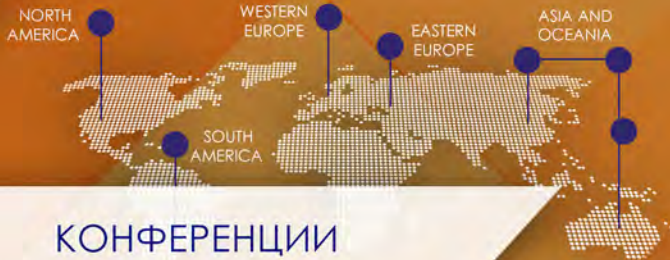 NORTH
AMERICA
WESTERN
EUROPE
EASTERN
EUROPE
ASIA AND
OCEANIA
SOUTH
AMERICA
КОНФЕРЕНЦИИ